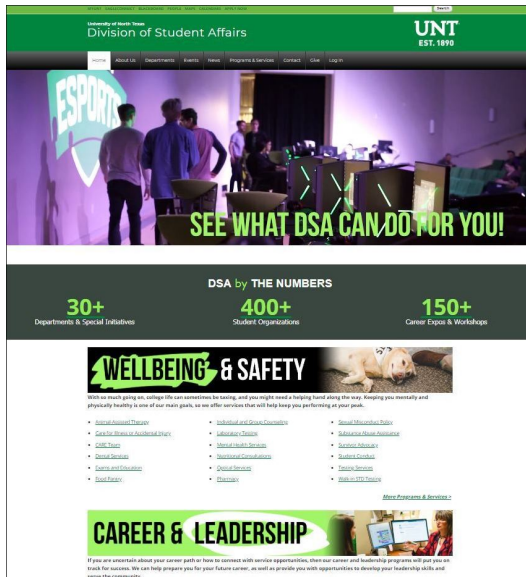 MYUNT EAGLECONNECT BLACKBOARD EVENTS MAPS CALENDARS APPLY NOW
Search
University of North Texas
Division of Student Affairs
UNT
EST. 1890
Home About Us Departments Events News Programs & Services Contact Give Log In
ESPORTS
SEE WHAT DSA CAN DO FOR YOU!
DSA by THE NUMBERS
30+ 400+ 150+
Departments & Special Initiatives Student Organizations Career Expos & Workshops
WELLBEING & SAFETY
With so much going on, college life can sometimes be taxing, and you might need a helping hand along the way. Keeping you mentally and
physically healthy is one of our main goals, so we offer services that will help keep you performing at your peak.
Animal-Assisted Therapy
Care for Illness or Accidental Injury
CARE Team
Dental Services
Exams and Education
Food Pantry
Individual and Group Counseling
Laboratory Testing
Mental Health Services
Nutritional Consultations
Optical Services
Pharmacy
Sexual Misconduct Policy
Substance Abuse Assistance
Survivor Advocacy
Student Conduct
Testing Services
Walk-in STD Testing
More Programs & Services >
CAREER & LEADERSHIP
If you are uncertain about your career path or how to connect with service opportunities, then our career and leadership programs will put you on
track for success. We can help prepare you for your future career, as well as provide you with opportunities to develop your leadership skills and
serve the community.